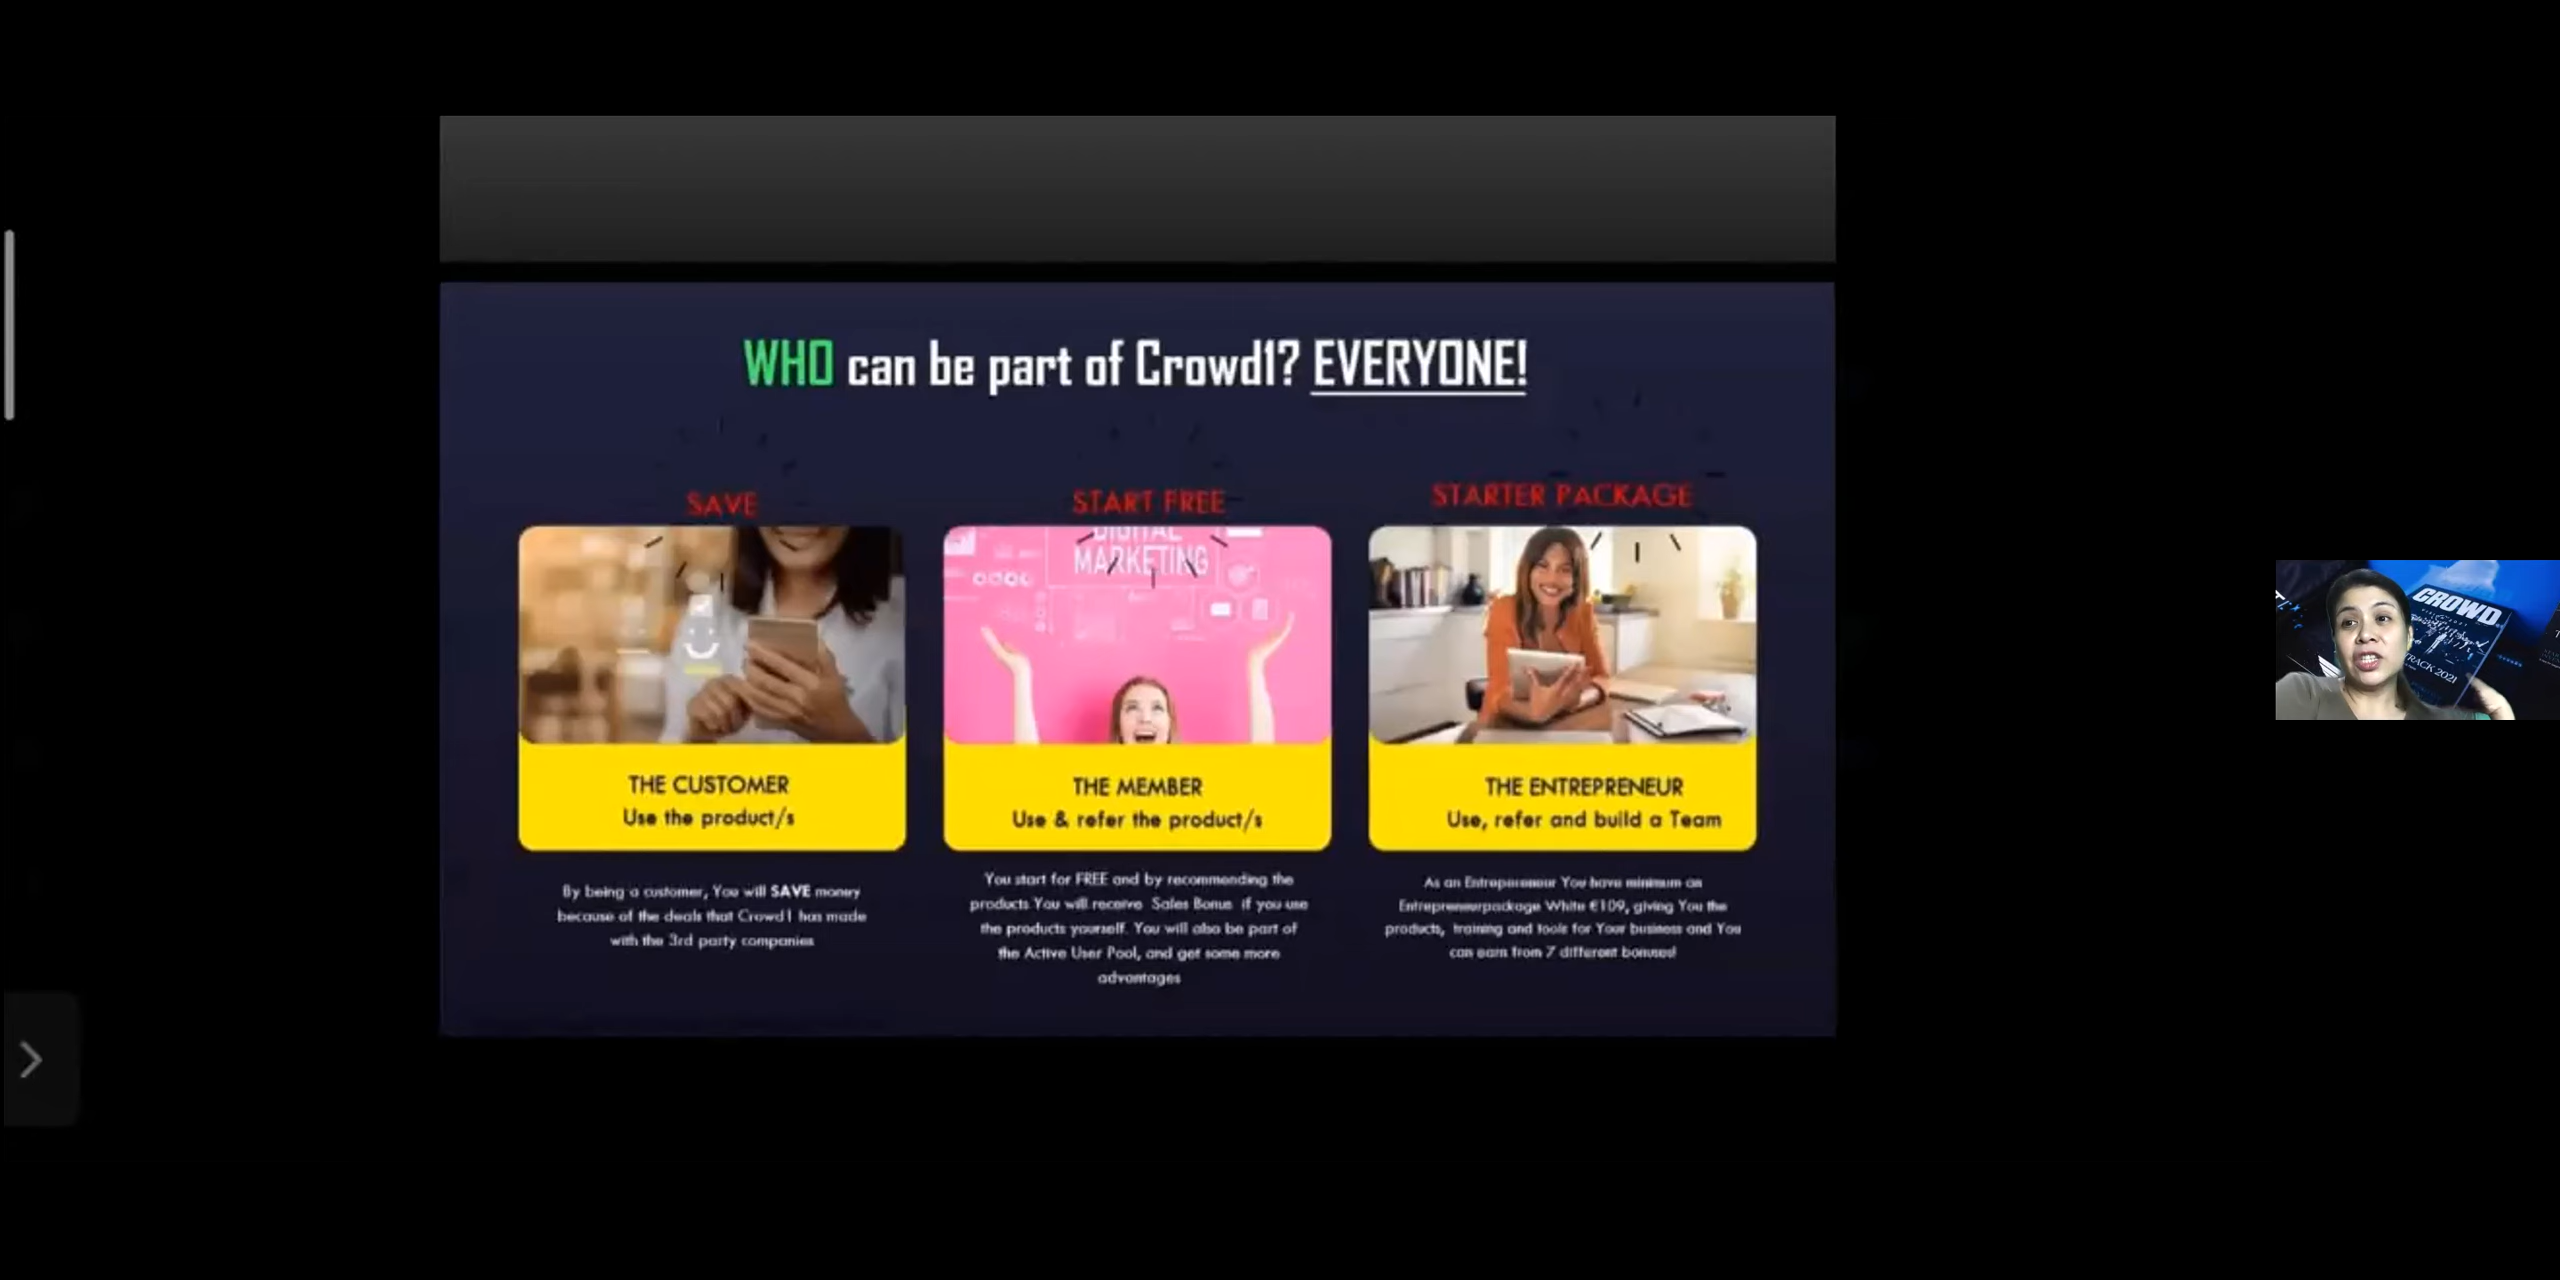 WHO can be part of Crowd1? EVERYONE!
SAVE
THE CUSTOMER
Use the product/s
By being a customer, You will SAVE money
because of the deals that Crowd1 has made
with the 3rd party companies
START FREE
DIGITAL
MARKETING
THE MEMBER
Use & refer the product/s
You start for FREE and by recommending the
products You will receive Sales Bonus if you use
the products yourself. You will also be part of
the Active User Pool, and get some more
advantages
STARTER PACKAGE
THE ENTREPRENEUR
Use, refer and build a Team
As an Entrepreneur You have minimum an
Entrepreneurpackage White €109, giving You the
products, training and tools for Your business and You
can earn from 7 different bonuses!
CROWD
TRACK 2021